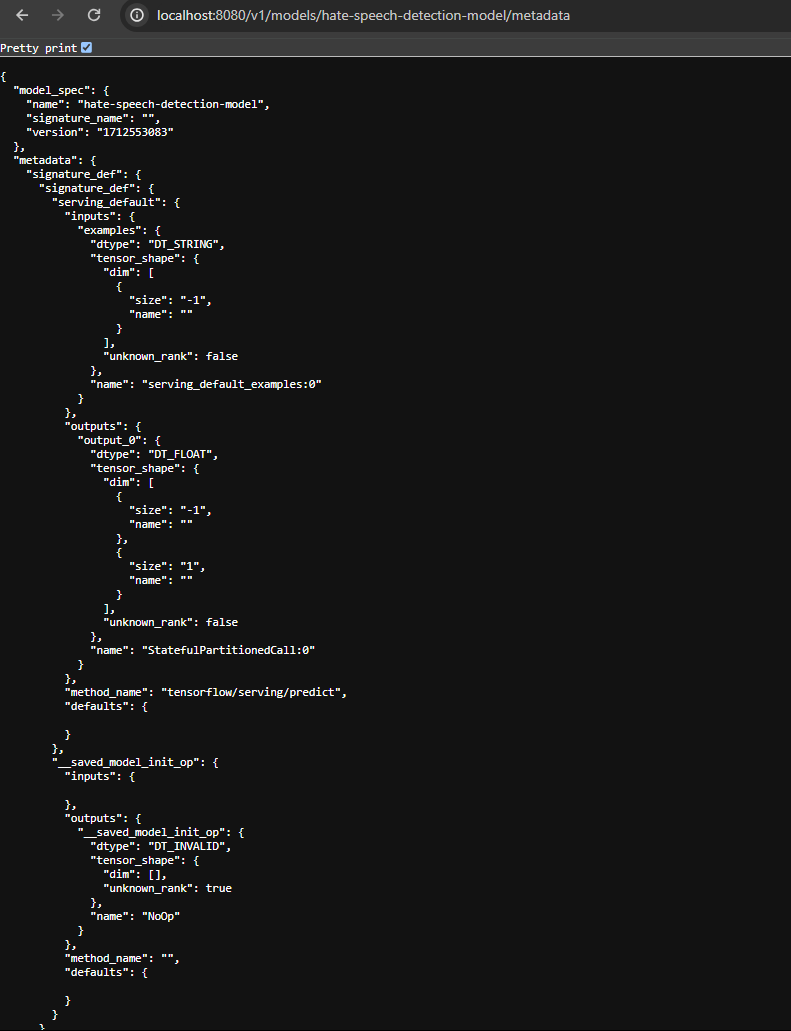 localhost:8080/v1/models/hate-speech-detection-model/metadata
Pretty print
{
  "model_spec": {
    "name": "hate-speech-detection-model",
    "signature_name": "",
    "version": "1712553083"
  },
  "metadata": {
    "signature_def": {
      "signature_def": {
        "serving_default": {
          "inputs": {
            "examples": {
              "dtype": "DT_STRING",
              "tensor_shape": {
                "dim": [
                  {
                    "size": "-1",
                    "name": ""
                  }
                ],
                "unknown_rank": false
              },
              "name": "serving_default_examples:0"
            }
          },
          "outputs": {
            "output_0": {
              "dtype": "DT_FLOAT",
              "tensor_shape": {
                "dim": [
                  {
                    "size": "-1",
                    "name": ""
                  },
                  {
                    "size": "1",
                    "name": ""
                  }
                ],
                "unknown_rank": false
              },
              "name": "StatefulPartitionedCall:0"
            }
          },
          "method_name": "tensorflow/serving/predict",
          "defaults": {

          }
        },
        "__saved_model_init_op": {
          "inputs": {

          },
          "outputs": {
            "__saved_model_init_op": {
              "dtype": "DT_INVALID",
              "tensor_shape": {
                "dim": [],
                "unknown_rank": true
              },
              "name": "NoOp"
            }
          },
          "method_name": "",
          "defaults": {

          }
        }
      }